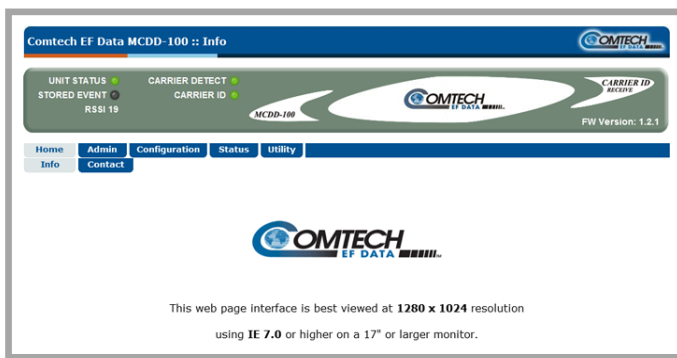 Comtech EF Data MCDD-100 :: Info
COMTECH
EF DATA
UNIT STATUS
CARRIER DETECT
STORED EVENT
CARRIER ID
RSSI 19
MCDD-100
COMTECH
EF DATA
CARRIER ID
RECEIVE
FW Version: 1.2.1
Home Admin Configuration Status Utility
Info Contact
COMTECH
EF DATA
This web page interface is best viewed at 1280 x 1024 resolution
using IE 7.0 or higher on a 17" or larger monitor.